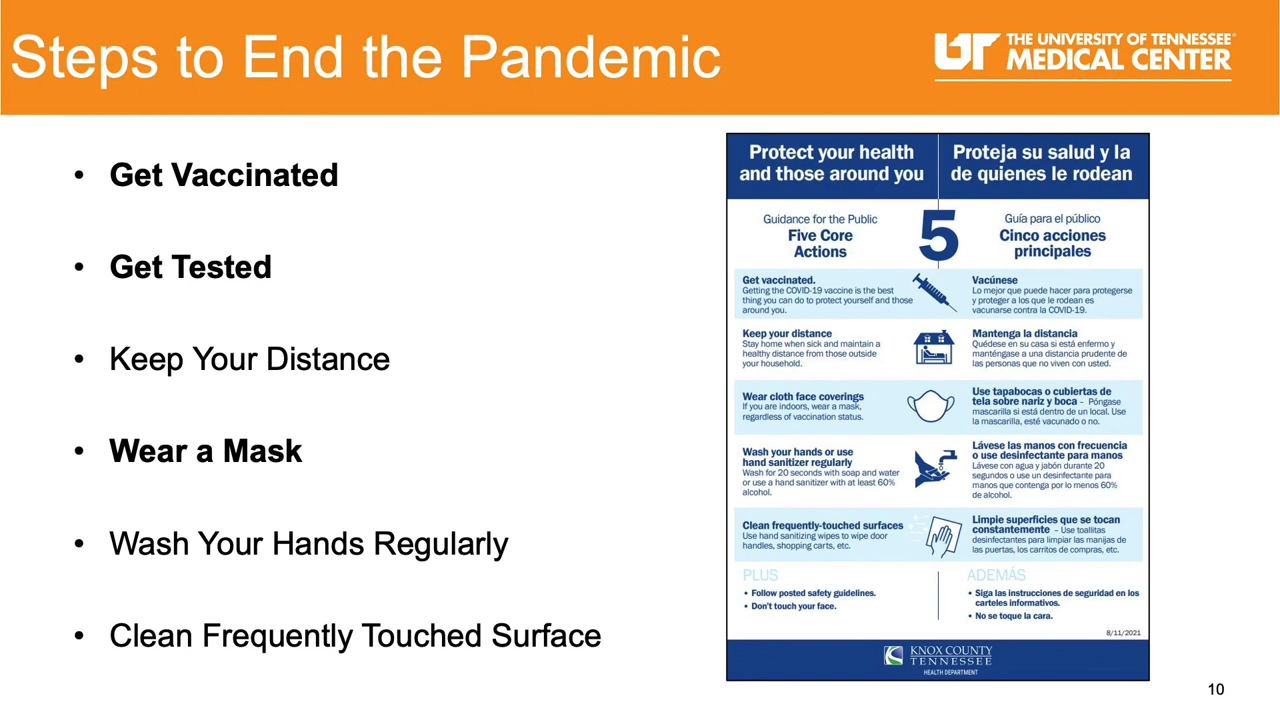 Steps to End the Pandemic
UT THE UNIVERSITY OF TENNESSEE
MEDICAL CENTER
• Get Vaccinated
• Get Tested
• Keep Your Distance
• Wear a Mask
• Wash Your Hands Regularly
• Clean Frequently Touched Surface
Protect your health
and those around you
Proteja su salud y la
de quienes le rodean
Guidance for the Public
Five Core
Actions
5
Guía para el público
Cinco acciones
principales
Get vaccinated.
Getting the COVID-19 vaccine is the best
thing you can do to protect yourself and those
around you.
Vacúnese
Lo mejor que puede hacer para protegerse
y proteger a los que le rodean es
vacunarse contra la COVID-19.
Keep your distance
Stay home when sick and maintain a
healthy distance from those outside
your household.
Mantenga la distancia
Quédese en su casa si está enfermo y
manténgase a una distancia prudente de
las personas que no viven con usted.
Wear cloth face coverings
If you are indoors, wear a mask,
regardless of vaccination status.
Use tapabocas o cubiertas de
tela sobre nariz y boca – Póngase
mascarilla si está dentro de un local. Use
la mascarilla, esté vacunado o no.
Wash your hands or use
hand sanitizer regularly
Wash for 20 seconds with soap and water
or use a hand sanitizer with at least 60%
alcohol.
Lávese las manos con frecuencia
o use desinfectante para manos
Lávese con agua y jabón durante 20
segundos o use un desinfectante para
manos que contenga por lo menos 60%
de alcohol.
Clean frequently-touched surfaces
Use hand sanitizing wipes to wipe door
handles, shopping carts, etc.
Limpie superficies que se tocan
constantemente – Use toallitas
desinfectantes para limpiar las manijas de
las puertas, los carritos de compras, etc.
PLUS
• Follow posted safety guidelines.
• Don't touch your face.
ADEMÁS
• Siga las instrucciones de seguridad en los
carteles informativos.
• No se toque la cara.
8/11/2021
KNOX COUNTY
TENNESSEE
HEALTH DEPARTMENT
10